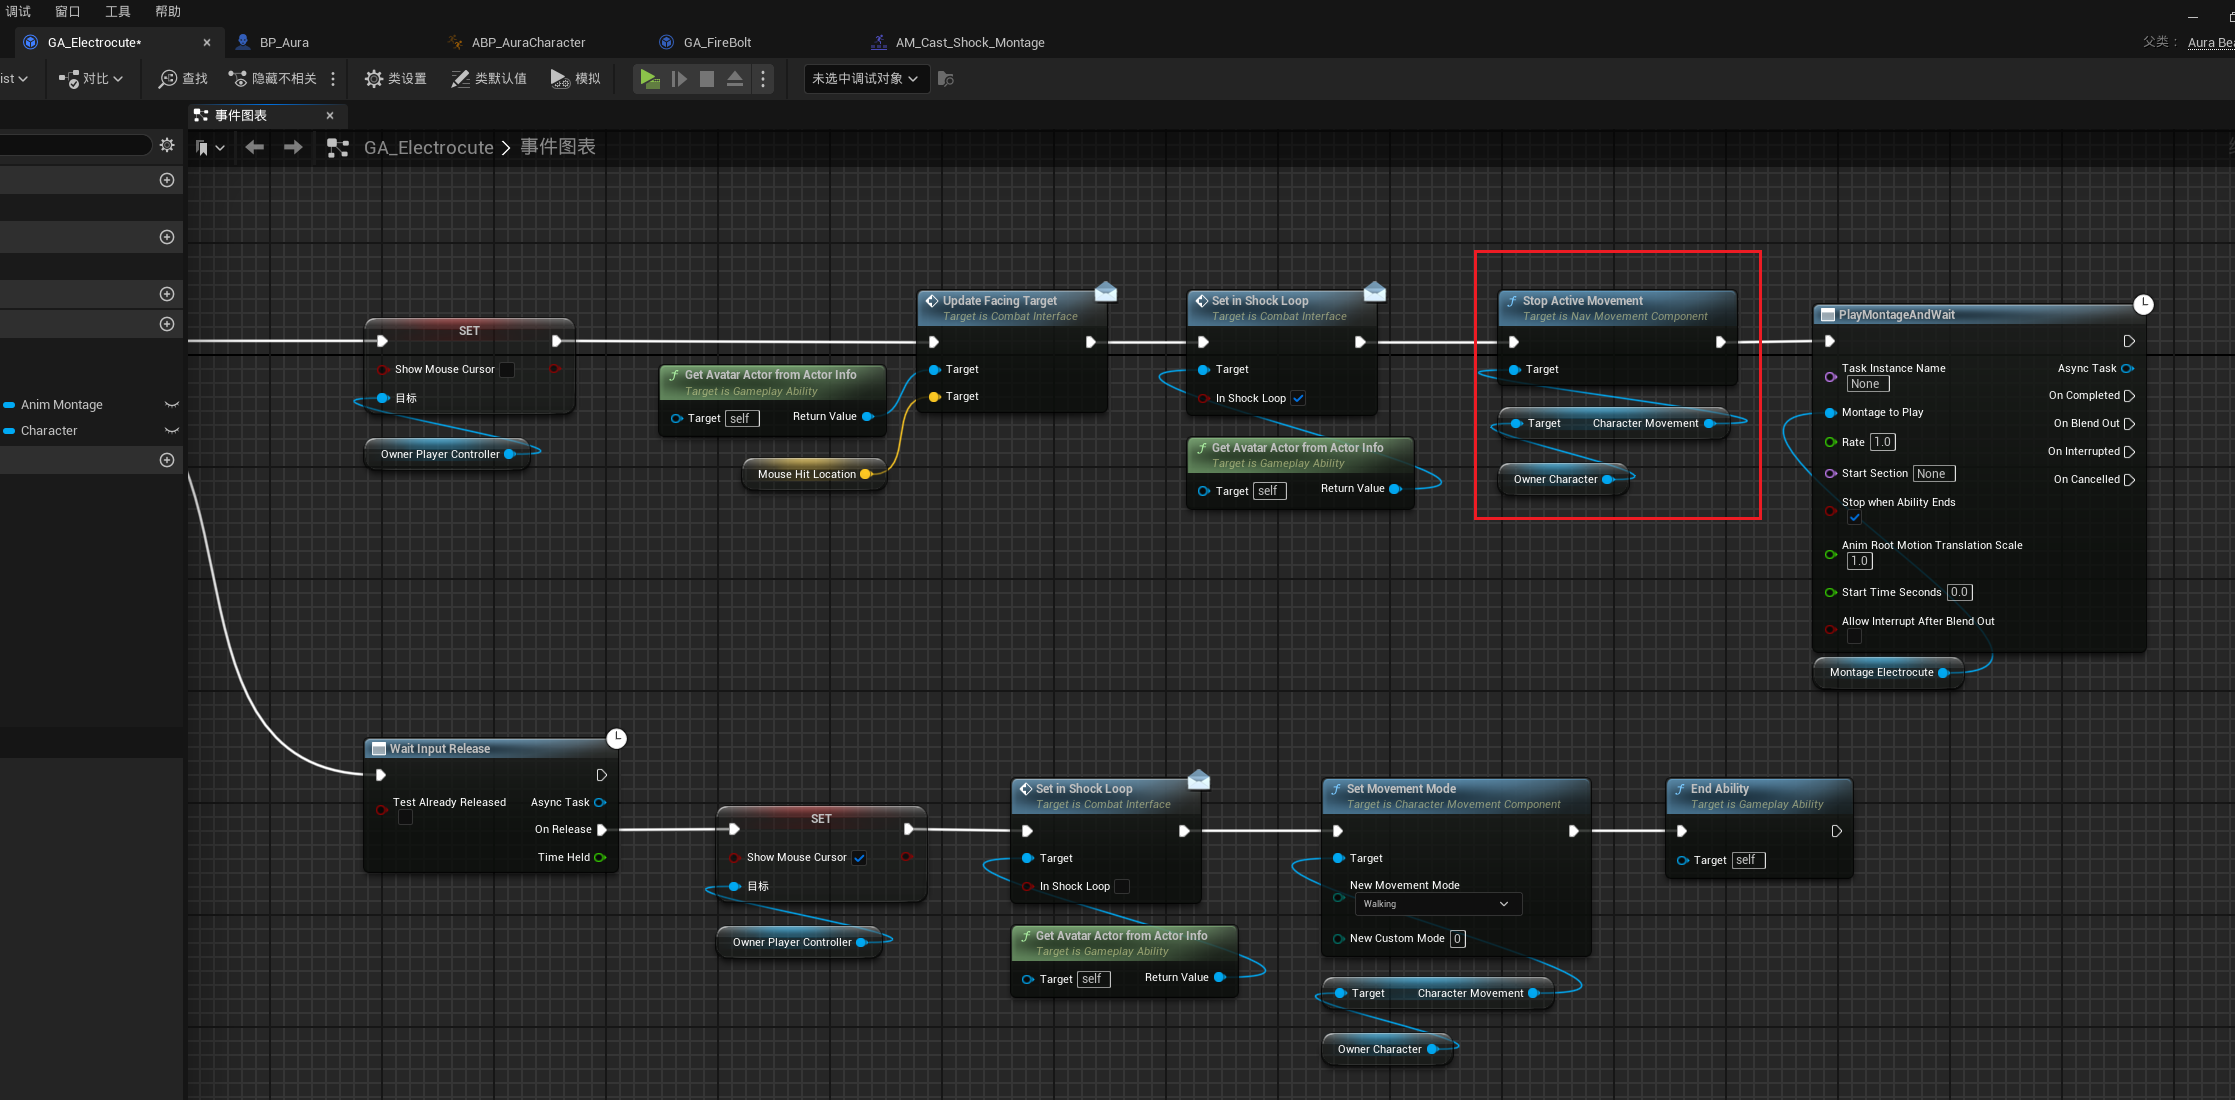 调试 窗口 工具 帮助
GA_Electrocute* BP_Aura ABP_AuraCharacter GA_FireBolt AM_Cast_Shock_Montage
父类： Aura Bea
ist 对比 查找 隐藏不相关 类设置 类默认值 模拟 未选中调试对象
事件图表
GA_Electrocute > 事件图表
Anim Montage
Character
SET
Show Mouse Cursor
目标
Owner Player Controller
Get Avatar Actor from Actor Info
Target is Gameplay Ability
Target self Return Value
Mouse Hit Location
Update Facing Target
Target is Combat Interface
Target
Target
Set in Shock Loop
Target is Combat Interface
Target
In Shock Loop
Get Avatar Actor from Actor Info
Target is Gameplay Ability
Target self Return Value
Stop Active Movement
Target is Nav Movement Component
Target
Target Character Movement
Owner Character
PlayMontageAndWait
Task Instance Name Async Task
None
On Completed
Montage to Play
On Blend Out
Rate 1.0
On Interrupted
Start Section None
On Cancelled
Stop when Ability Ends
Anim Root Motion Translation Scale
1.0
Start Time Seconds 0.0
Allow Interrupt After Blend Out
Montage Electrocute
Wait Input Release
Test Already Released Async Task
On Release
Time Held
SET
Show Mouse Cursor
目标
Owner Player Controller
Set in Shock Loop
Target is Combat Interface
Target
In Shock Loop
Get Avatar Actor from Actor Info
Target is Gameplay Ability
Target self Return Value
Set Movement Mode
Target is Character Movement Component
Target
New Movement Mode
Walking
New Custom Mode 0
Target Character Movement
Owner Character
End Ability
Target is Gameplay Ability
Target self